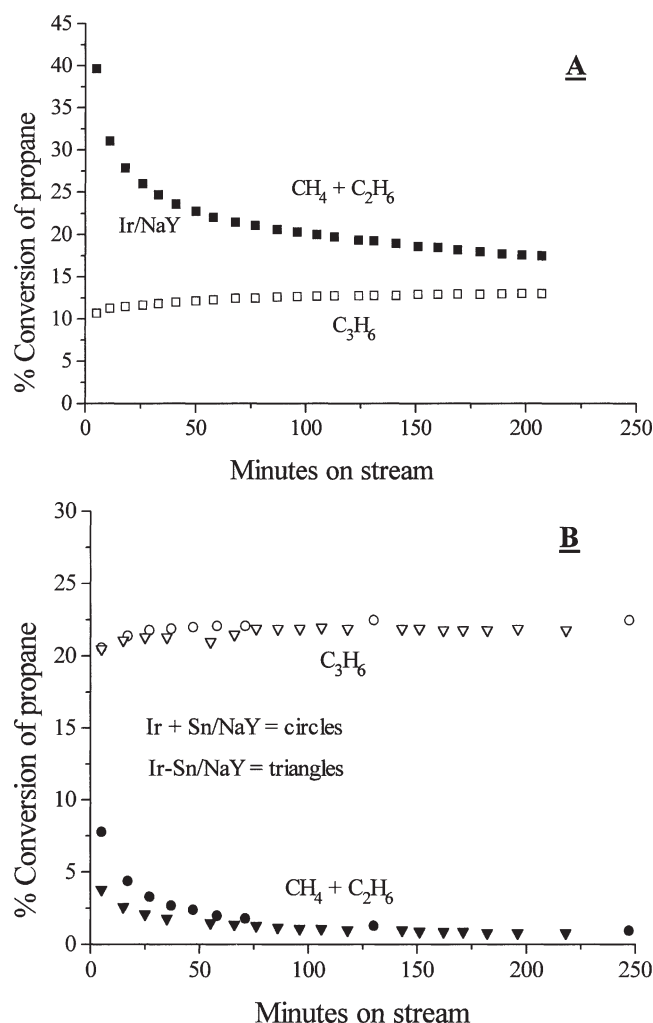 A
% Conversion of propane
45
40
35
30
25
20
15
10
5
0
CH₄ + C₂H₆
Ir/NaY
C₃H₆
0 50 100 150 200 250
Minutes on stream
B
% Conversion of propane
30
25
20
15
10
5
0
C₃H₆
Ir + Sn/NaY = circles
Ir-Sn/NaY = triangles
CH₄ + C₂H₆
0 50 100 150 200 250
Minutes on stream